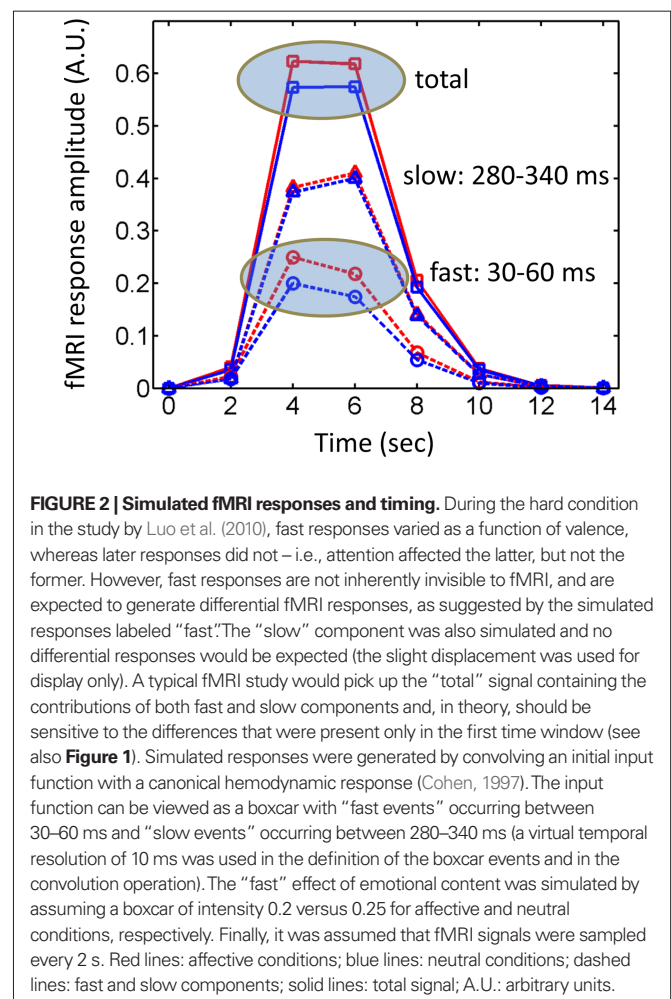 fMRI response amplitude (A.U.)
0.6
0.5
0.4
0.3
0.2
0.1
0
total
slow: 280-340 ms
fast: 30-60 ms
0 2 4 6 8 10 12 14
Time (sec)
FIGURE 2 | Simulated fMRI responses and timing. During the hard condition
in the study by Luo et al. (2010), fast responses varied as a function of valence,
whereas later responses did not – i.e., attention affected the latter, but not the
former. However, fast responses are not inherently invisible to fMRI, and are
expected to generate differential fMRI responses, as suggested by the simulated
responses labeled “fast”. The “slow” component was also simulated and no
differential responses would be expected (the slight displacement was used for
display only). A typical fMRI study would pick up the “total” signal containing the
contributions of both fast and slow components and, in theory, should be
sensitive to the differences that were present only in the first time window (see
also Figure 1). Simulated responses were generated by convolving an initial input
function with a canonical hemodynamic response (Cohen, 1997). The input
function can be viewed as a boxcar with “fast events” occurring between
30–60 ms and “slow events” occurring between 280–340 ms (a virtual temporal
resolution of 10 ms was used in the definition of the boxcar events and in the
convolution operation). The “fast” effect of emotional content was simulated by
assuming a boxcar of intensity 0.2 versus 0.25 for affective and neutral
conditions, respectively. Finally, it was assumed that fMRI signals were sampled
every 2 s. Red lines: affective conditions; blue lines: neutral conditions; dashed
lines: fast and slow components; solid lines: total signal; A.U.: arbitrary units.